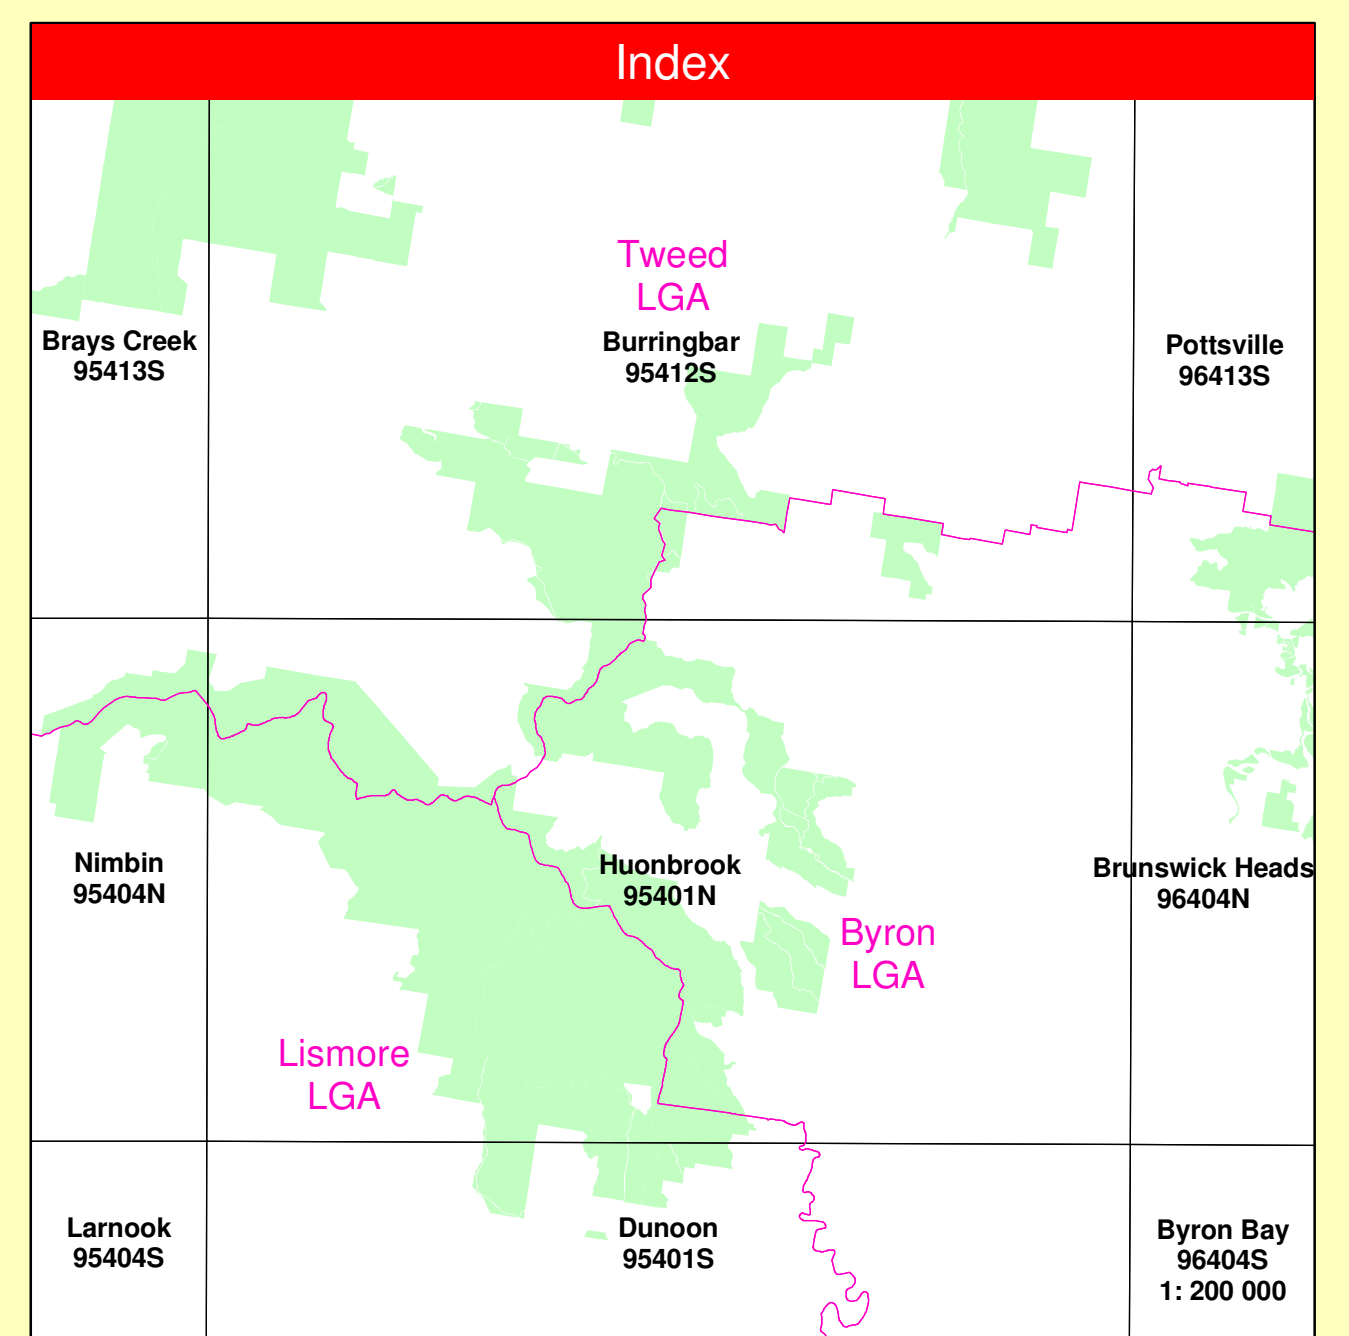 Index
Tweed
LGA
Brays Creek
95413S
Burringbar
95412S
Pottsville
96413S
Nimbin
95404N
Huonbrook
95401N
Brunswick Heads
96404N
Byron
LGA
Lismore
LGA
Larnook
95404S
Dunoon
95401S
Byron Bay
96404S
1: 200 000